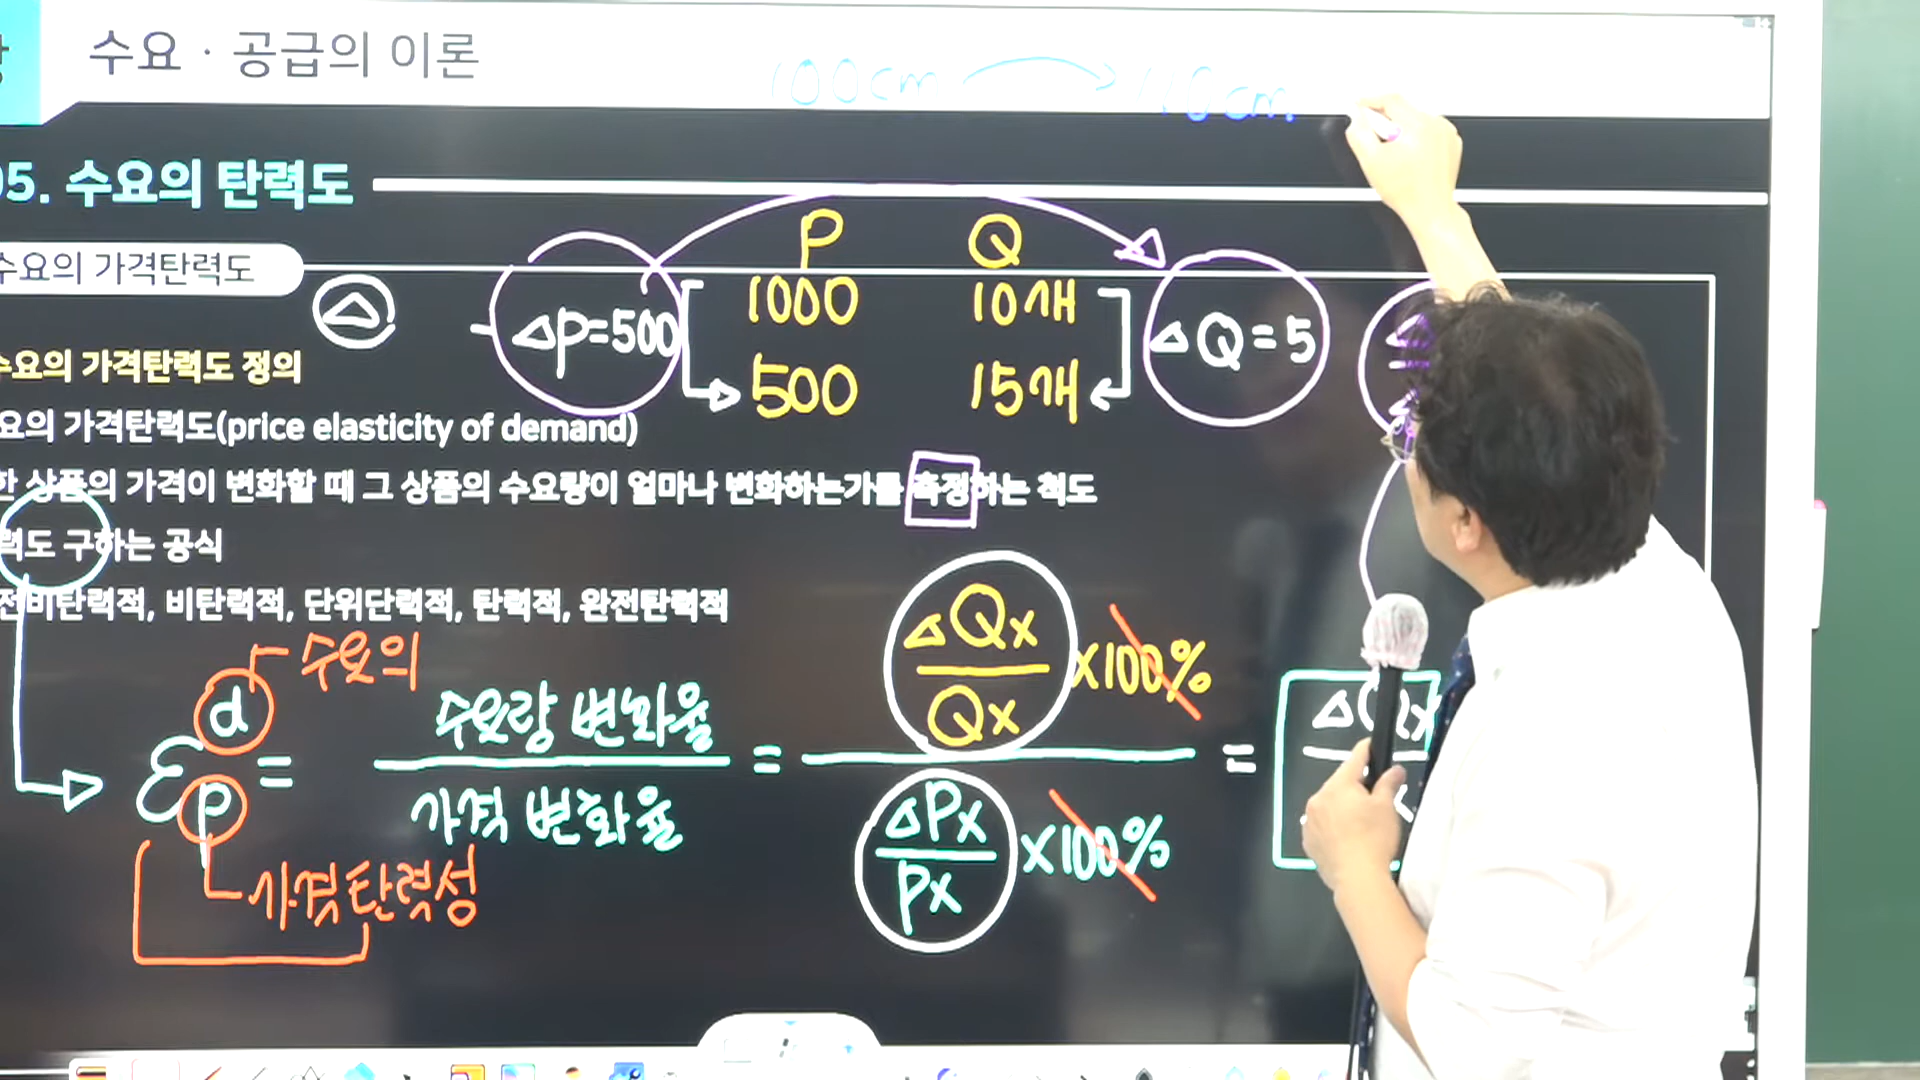 수요 · 공급의 이론
100cm 110cm.
05. 수요의 탄력도
수요의 가격탄력도
P Q
1000 10개
△P=500 △Q=5
500 15개
수요의 가격탄력도 정의
요의 가격탄력도(price elasticity of demand)
한 상품의 가격이 변화할 때 그 상품의 수요량이 얼마나 변화하는가를 측정하는 척도
력도 구하는 공식
전비탄력적, 비탄력적, 단위탄력적, 탄력적, 완전탄력적
수요의
d
ε = 수요량 변화율 = △Qx = △Qx
Qx ×100%
p 가격 변화율 △Px
Px ×100%
가격탄력성